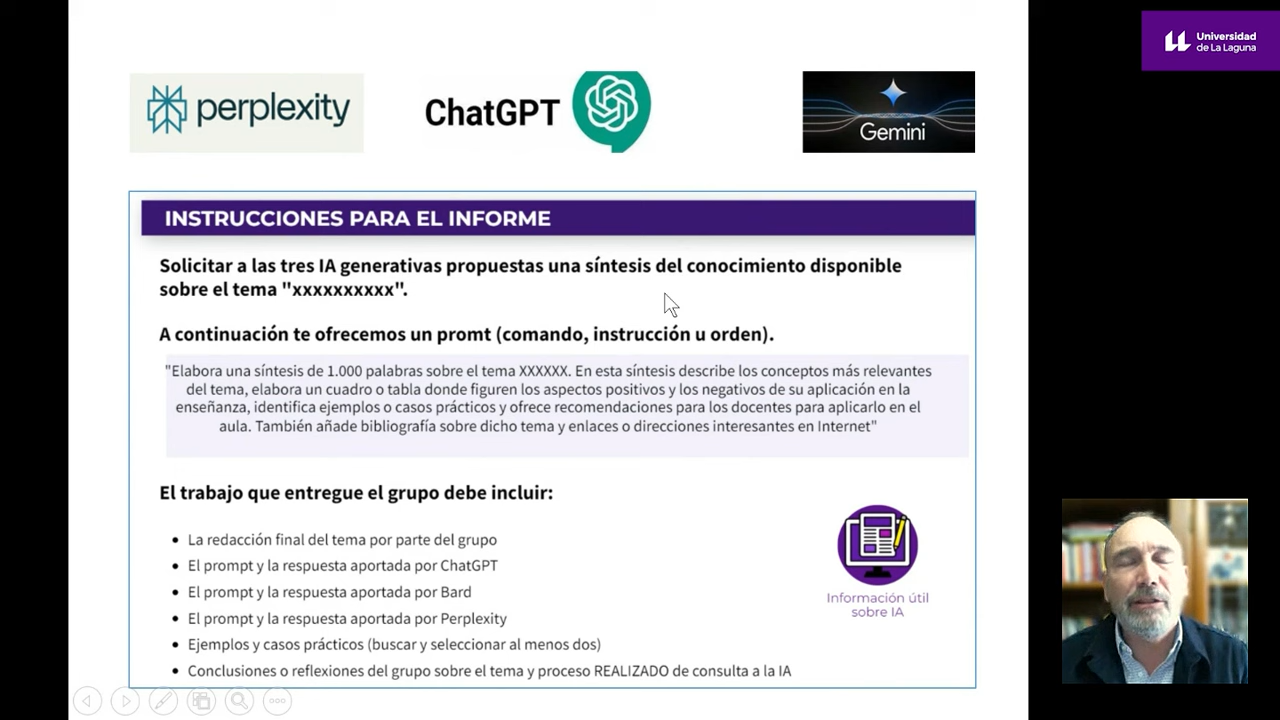 Universidad
de La Laguna
perplexity
ChatGPT
Gemini
INSTRUCCIONES PARA EL INFORME
Solicitar a las tres IA generativas propuestas una síntesis del conocimiento disponible
sobre el tema "xxxxxxxxxx".
A continuación te ofrecemos un promt (comando, instrucción u orden).
"Elabora una síntesis de 1.000 palabras sobre el tema XXXXXX. En esta síntesis describe los conceptos más relevantes
del tema, elabora un cuadro o tabla donde figuren los aspectos positivos y los negativos de su aplicación en la
enseñanza, identifica ejemplos o casos prácticos y ofrece recomendaciones para los docentes para aplicarlo en el
aula. También añade bibliografía sobre dicho tema y enlaces o direcciones interesantes en Internet"
El trabajo que entregue el grupo debe incluir:
• La redacción final del tema por parte del grupo
• El prompt y la respuesta aportada por ChatGPT
• El prompt y la respuesta aportada por Bard
• El prompt y la respuesta aportada por Perplexity
• Ejemplos y casos prácticos (buscar y seleccionar al menos dos)
• Conclusiones o reflexiones del grupo sobre el tema y proceso REALIZADO de consulta a la IA
Información útil
sobre IA